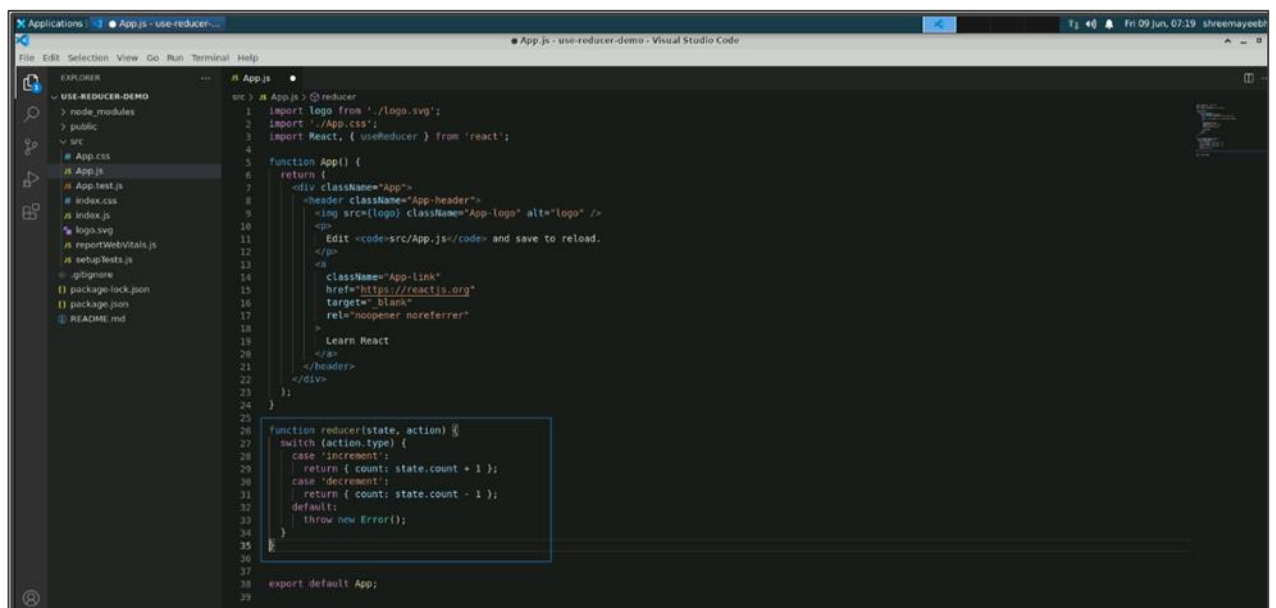 Applications : App.js - use-reducer-...
Fri 09 Jun, 07:19 shreemayeebh
App.js - use-reducer-demo - Visual Studio Code
File Edit Selection View Go Run Terminal Help
EXPLORER
USE-REDUCER-DEMO
> node_modules
> public
src
# App.css
JS App.js
JS App.test.js
# index.css
JS index.js
logo.svg
JS reportWebVitals.js
JS setupTests.js
.gitignore
{} package-lock.json
{} package.json
README.md
JS App.js
src > JS App.js > reducer
1 import logo from './logo.svg';
2 import './App.css';
3 import React, { useReducer } from 'react';
4
5 function App() {
6 return (
7 <div className="App">
8 <header className="App-header">
9 <img src={logo} className="App-logo" alt="logo" />
10 <p>
11 Edit <code>src/App.js</code> and save to reload.
12 </p>
13 <a
14 className="App-link"
15 href="https://reactjs.org"
16 target="_blank"
17 rel="noopener noreferrer"
18 >
19 Learn React
20 </a>
21 </header>
22 </div>
23 );
24 }
25
26 function reducer(state, action) {
27 switch (action.type) {
28 case 'increment':
29 return { count: state.count + 1 };
30 case 'decrement':
31 return { count: state.count - 1 };
32 default:
33 throw new Error();
34 }
35 }
36
37
38 export default App;
39